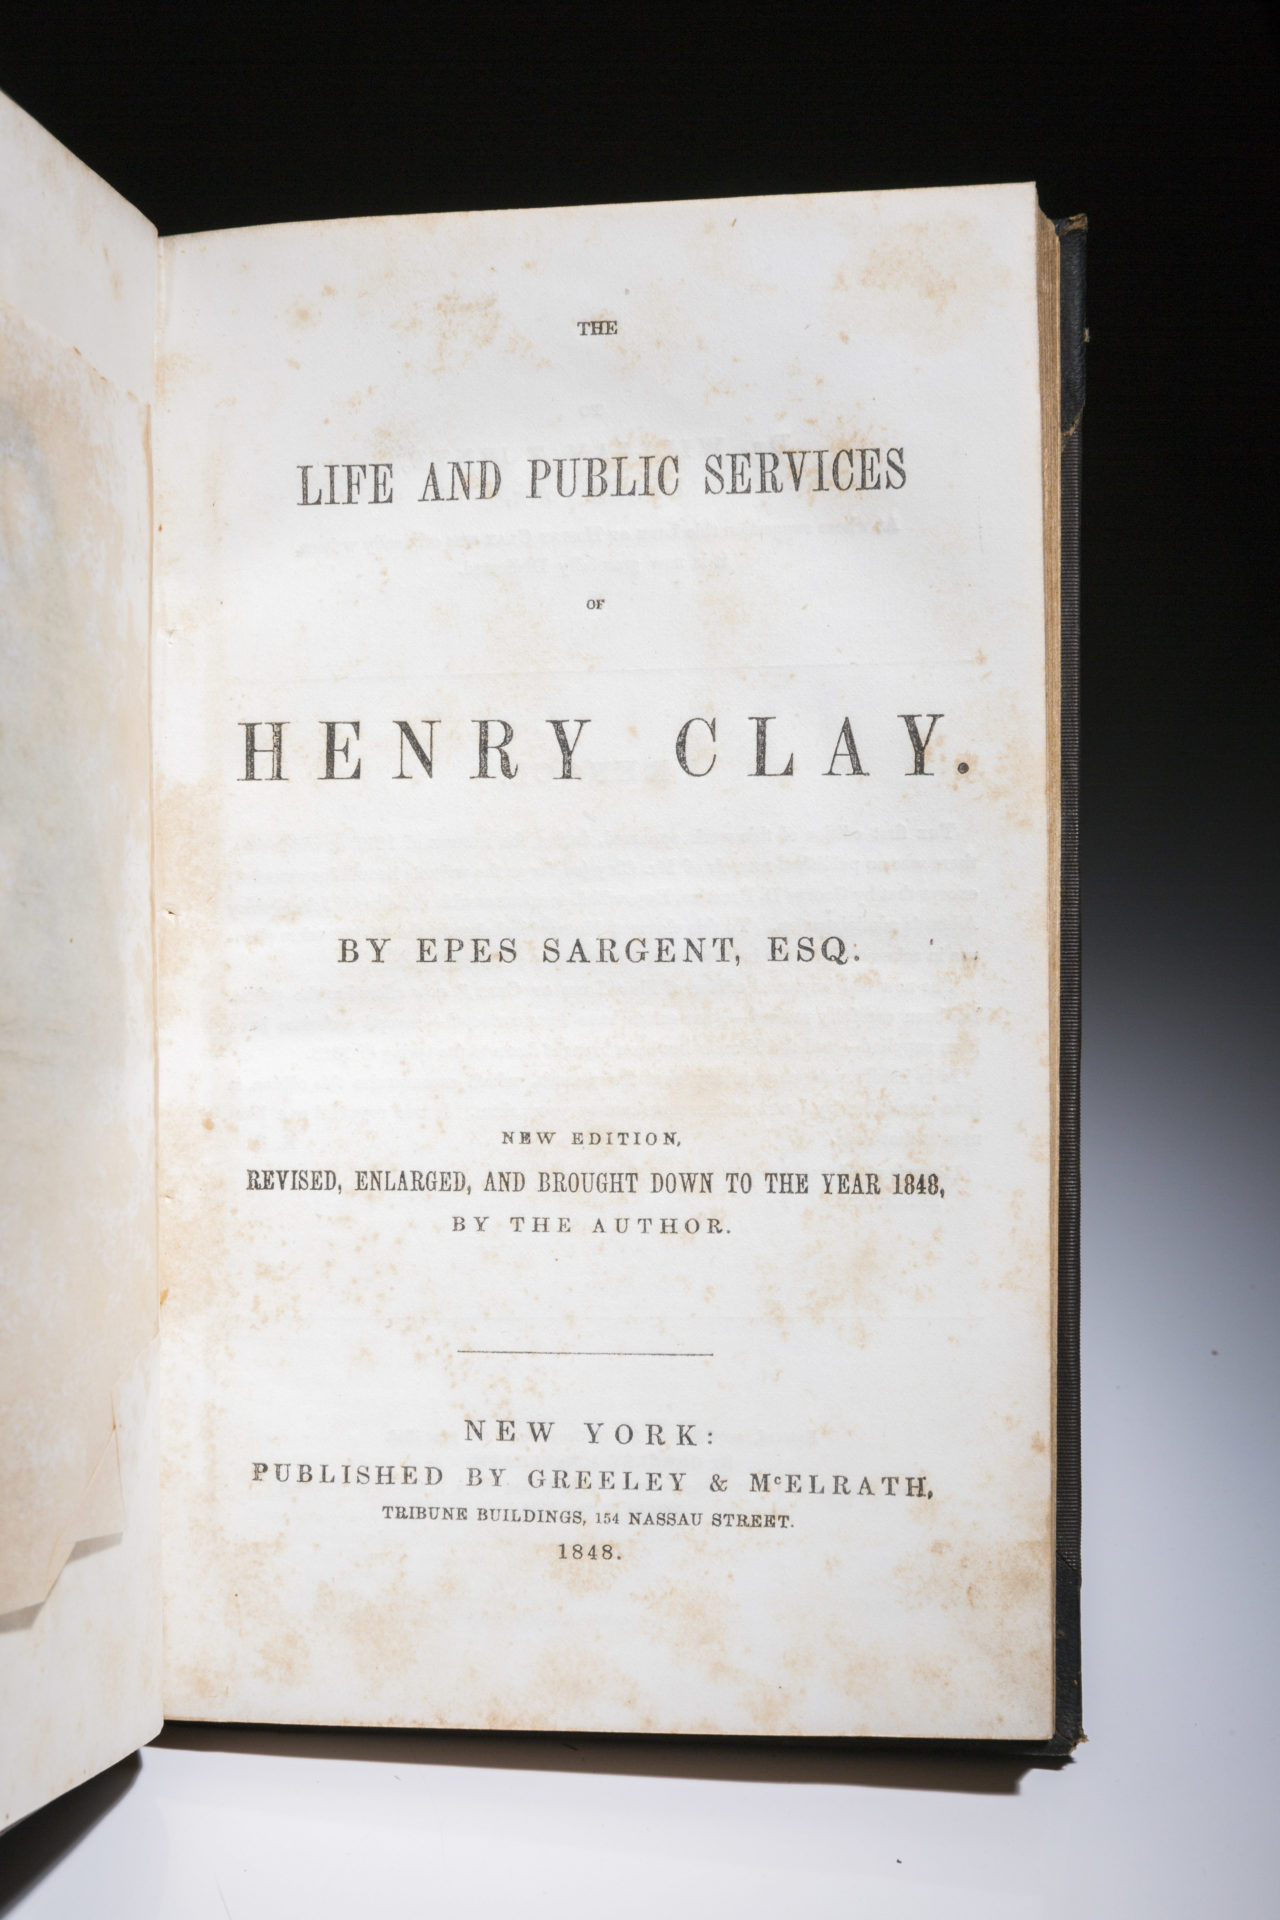 THE
LIFE AND PUBLIC SERVICES
OF
HENRY CLAY.
BY EPES SARGENT, ESQ.
NEW EDITION,
REVISED, ENLARGED, AND BROUGHT DOWN TO THE YEAR 1848,
BY THE AUTHOR.
NEW YORK:
PUBLISHED BY GREELEY & McELRATH,
TRIBUNE BUILDINGS, 154 NASSAU STREET.
1848.